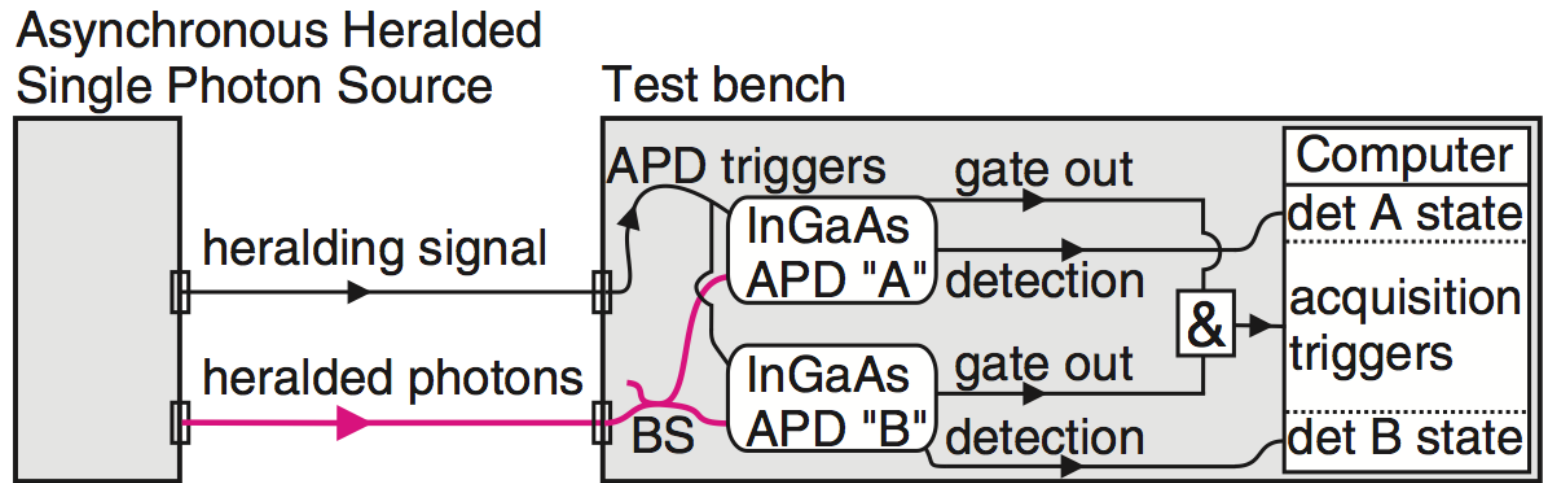 Asynchronous Heralded
Single Photon Source
Test bench
heralding signal
heralded photons
APD triggers
BS
InGaAs
APD "A"
InGaAs
APD "B"
gate out
detection
gate out
detection
&
Computer
det A state
acquisition
triggers
det B state